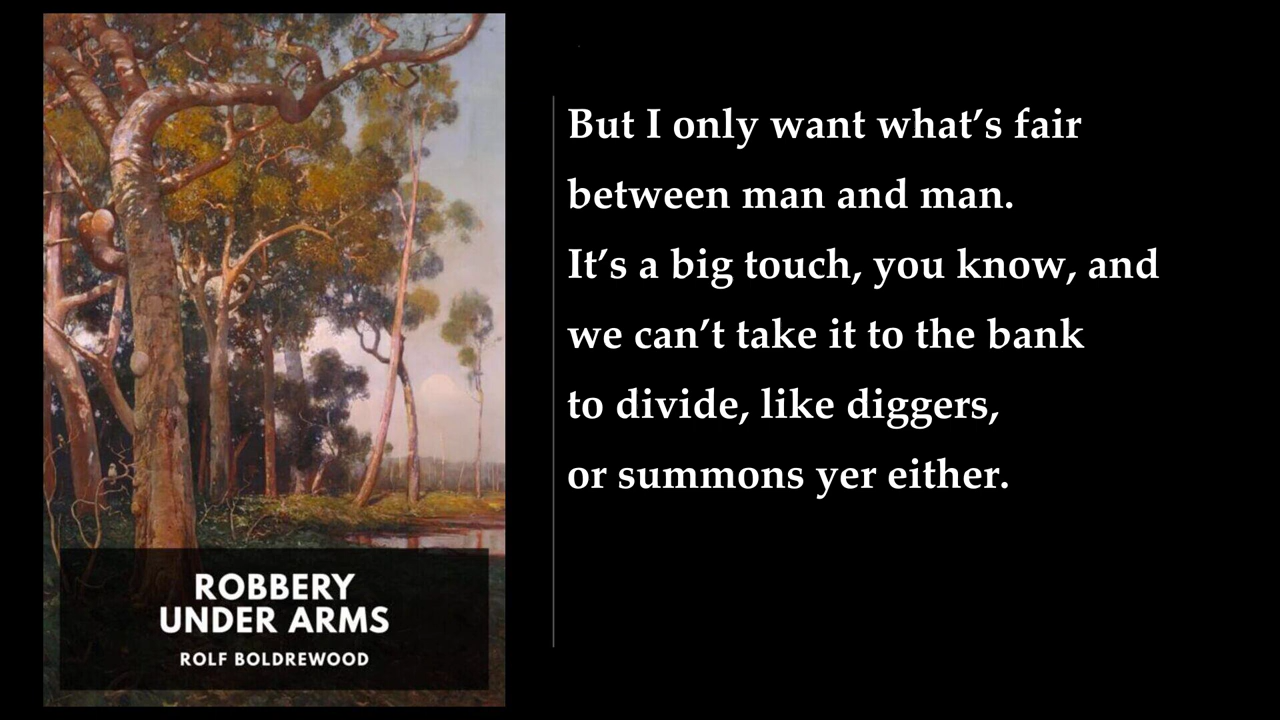 But I only want what’s fair
between man and man.
It’s a big touch, you know, and
we can’t take it to the bank
to divide, like diggers,
or summons yer either.
ROBBERY
UNDER ARMS
ROLF BOLDREWOOD